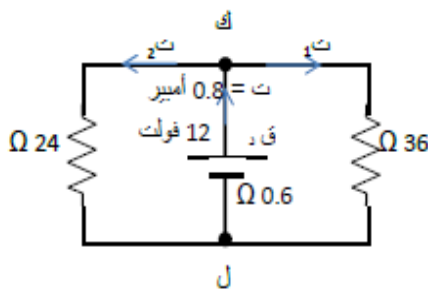 ك
ت₂ ت₁
ت = 0.8 أمبير
12 فولت
ق د
24 Ω
36 Ω
0.6 Ω
ل